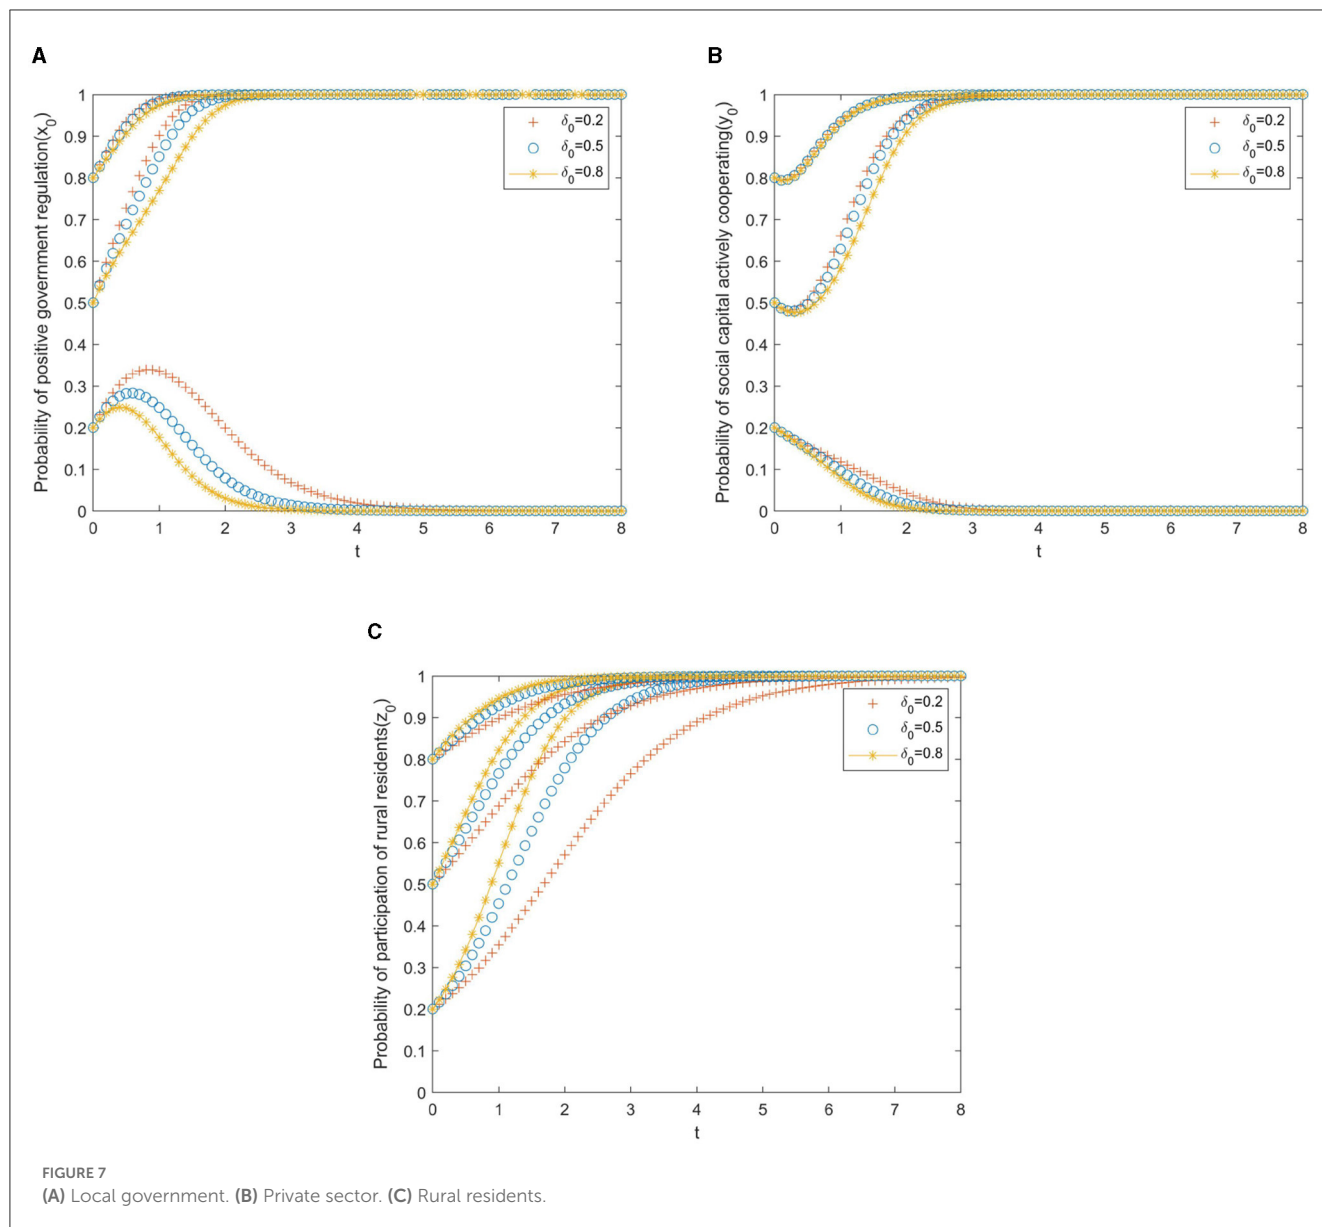 A
Probability of positive government regulation(x₀)
1
0.9
0.8
0.7
0.6
0.5
0.4
0.3
0.2
0.1
0
0 1 2 3 4 5 6 7 8
t
δ₀=0.2
δ₀=0.5
δ₀=0.8
B
Probability of social capital actively cooperating(y₀)
1
0.9
0.8
0.7
0.6
0.5
0.4
0.3
0.2
0.1
0
0 1 2 3 4 5 6 7 8
t
δ₀=0.2
δ₀=0.5
δ₀=0.8
C
Probability of participation of rural residents(z₀)
1
0.9
0.8
0.7
0.6
0.5
0.4
0.3
0.2
0.1
0
0 1 2 3 4 5 6 7 8
t
δ₀=0.2
δ₀=0.5
δ₀=0.8
FIGURE 7
(A) Local government. (B) Private sector. (C) Rural residents.